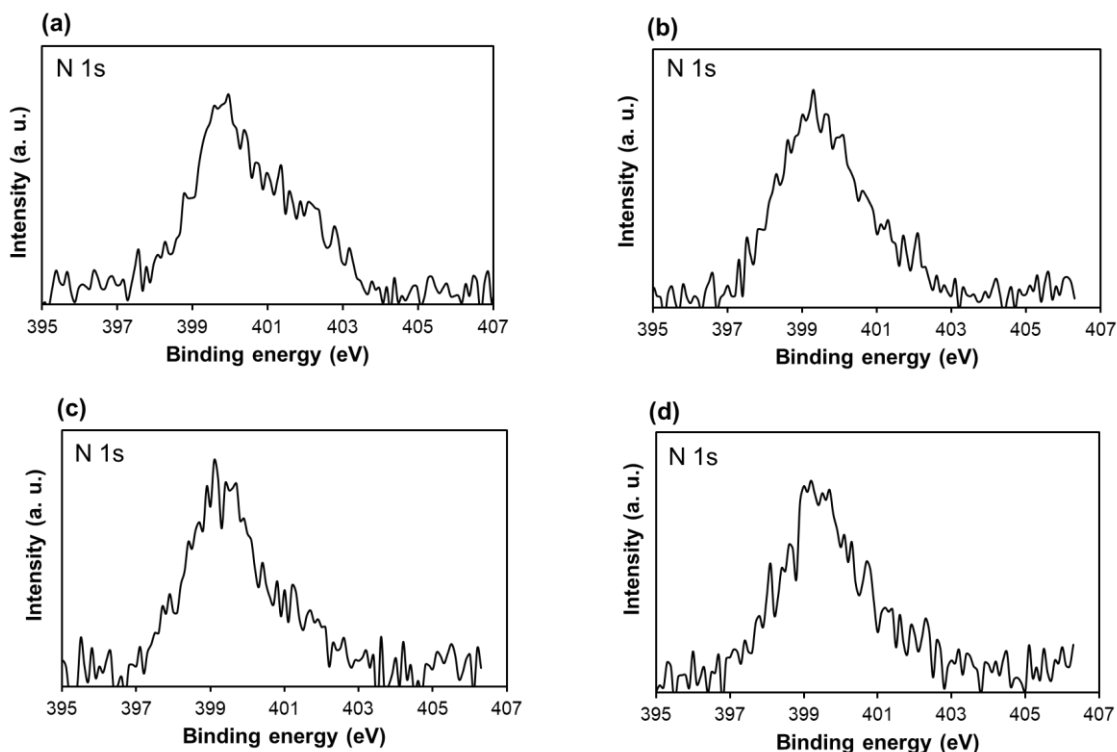 (a)
N 1s
Intensity (a. u.)
395 397 399 401 403 405 407
Binding energy (eV)
(b)
N 1s
Intensity (a. u.)
395 397 399 401 403 405 407
Binding energy (eV)
(c)
N 1s
Intensity (a. u.)
395 397 399 401 403 405 407
Binding energy (eV)
(d)
N 1s
Intensity (a. u.)
395 397 399 401 403 405 407
Binding energy (eV)